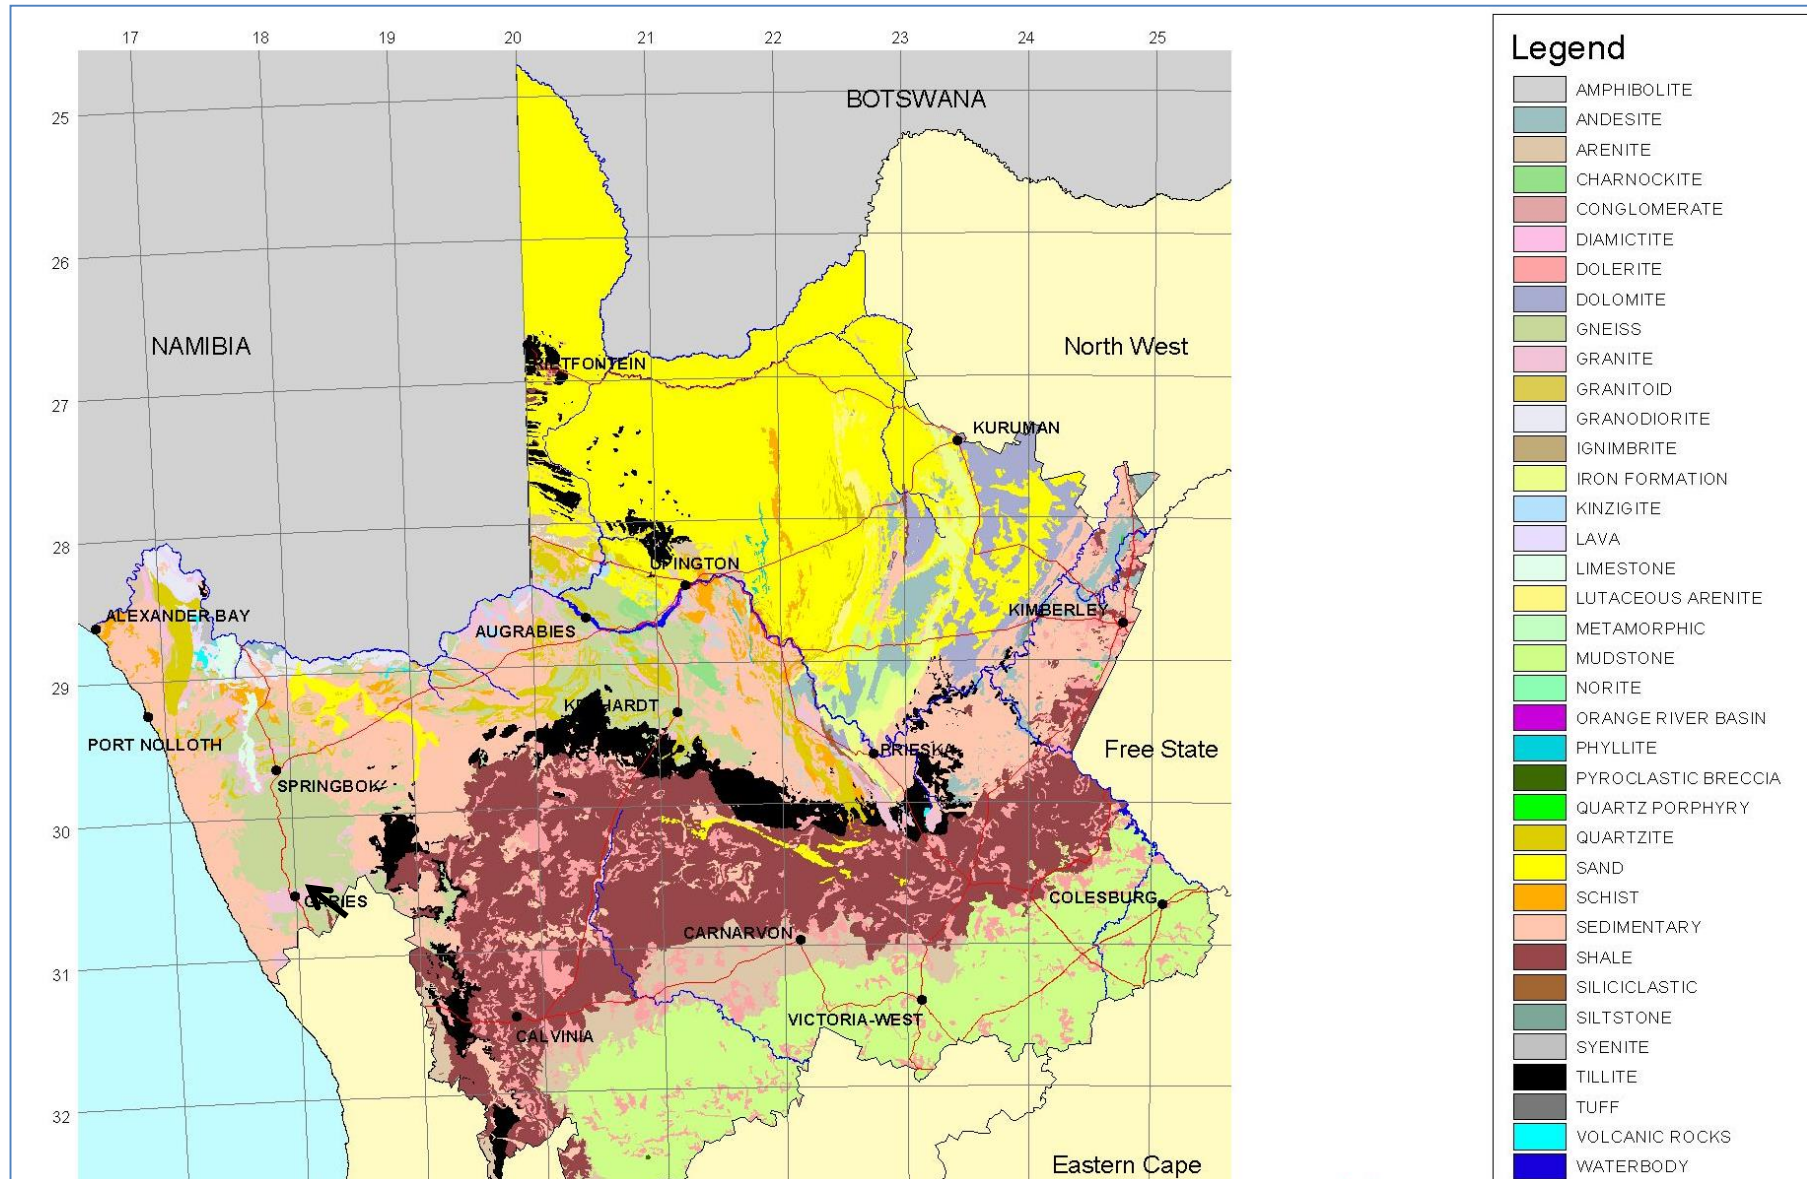 17 18 19 20 21 22 23 24 25
25
BOTSWANA
26
NAMIBIA
North West
RIETFONTEIN
27
KURUMAN
28
UPINGTON
ALEXANDER BAY
KIMBERLEY
AUGRABIES
29
KENHARDT
PORT NOLLOTH
PRIESKA
Free State
SPRINGBOK
30
GARIES
COLESBURG
CARNARVON
31
VICTORIA-WEST
CALVINIA
32
Eastern Cape
Legend
AMPHIBOLITE
ANDESITE
ARENITE
CHARNOCKITE
CONGLOMERATE
DIAMICTITE
DOLERITE
DOLOMITE
GNEISS
GRANITE
GRANITOID
GRANODIORITE
IGNIMBRITE
IRON FORMATION
KINZIGITE
LAVA
LIMESTONE
LUTACEOUS ARENITE
METAMORPHIC
MUDSTONE
NORITE
ORANGE RIVER BASIN
PHYLLITE
PYROCLASTIC BRECCIA
QUARTZ PORPHYRY
QUARTZITE
SAND
SCHIST
SEDIMENTARY
SHALE
SILICICLASTIC
SILTSTONE
SYENITE
TILLITE
TUFF
VOLCANIC ROCKS
WATERBODY